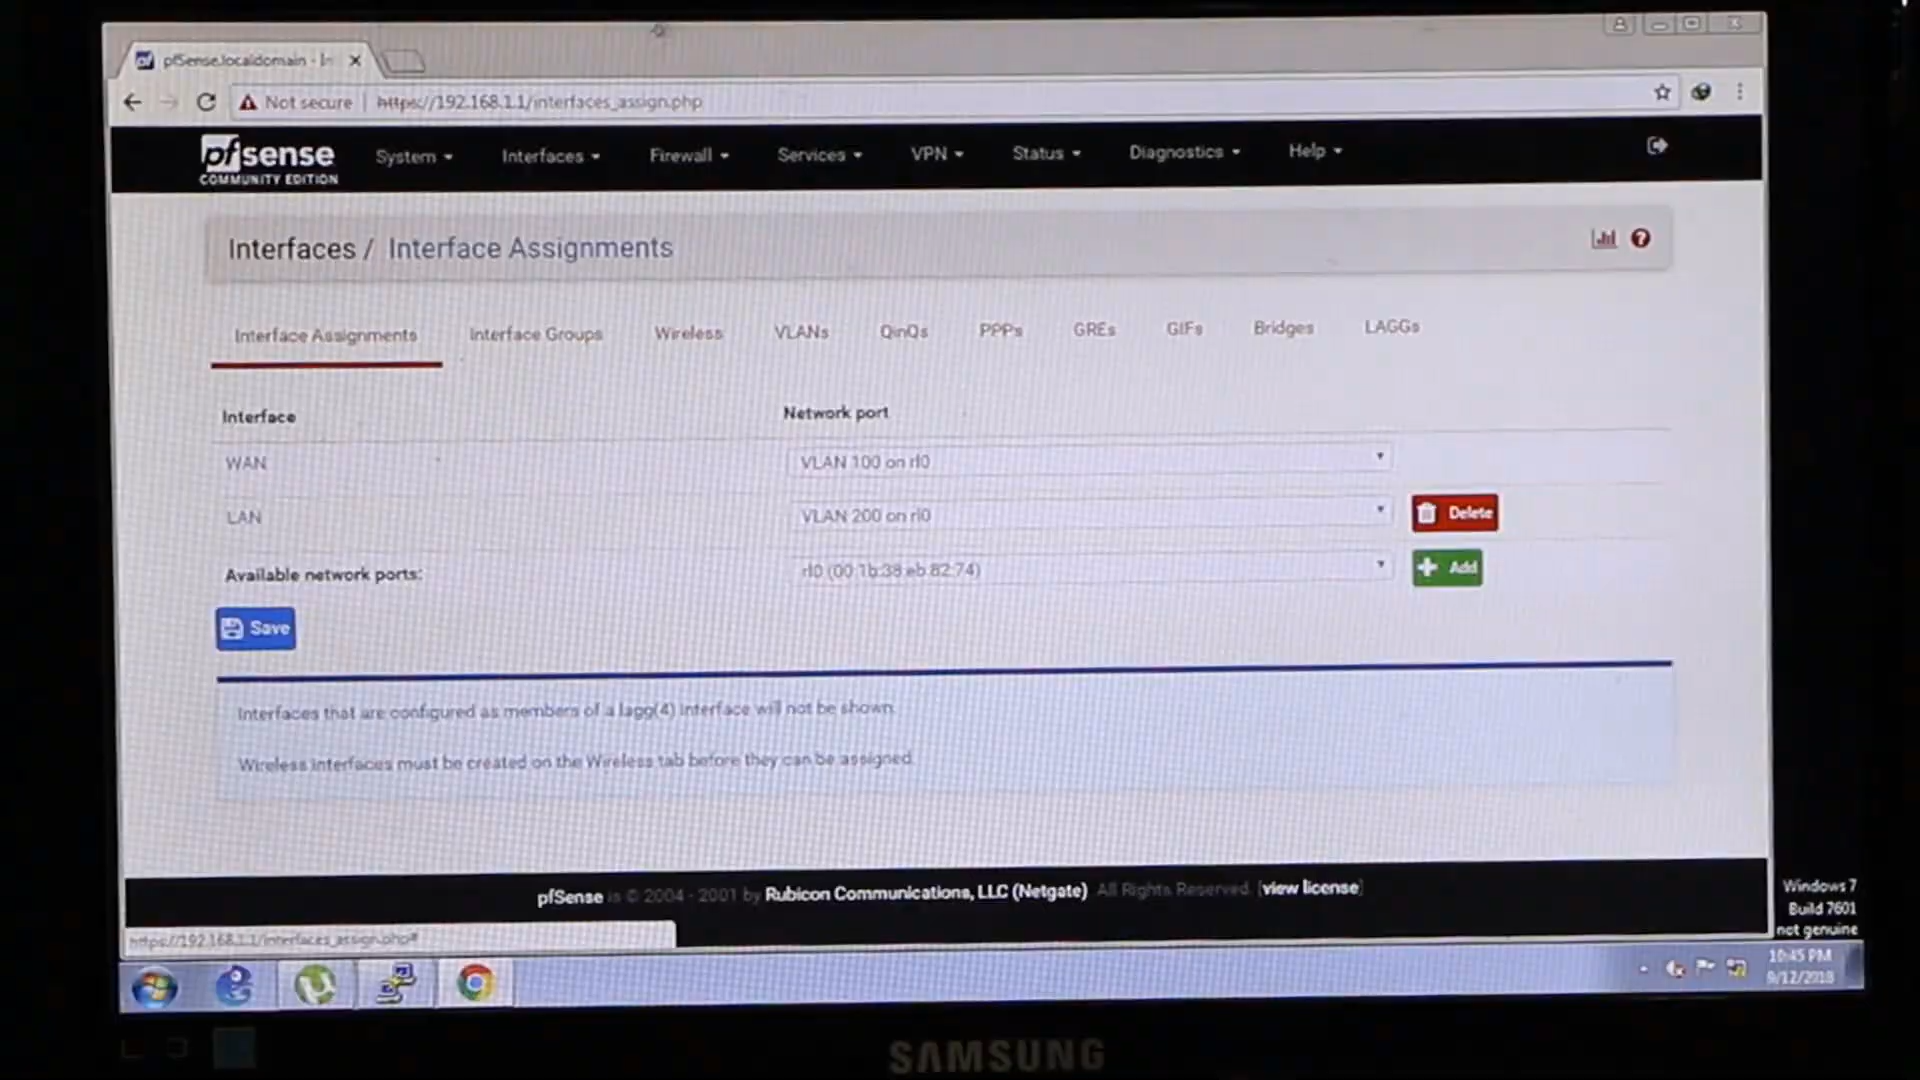 pfSense.localdomain - In
Not secure https://192.168.1.1/interfaces_assign.php
pfsense
COMMUNITY EDITION
System Interfaces Firewall Services VPN Status Diagnostics Help
Interfaces / Interface Assignments
Interface Assignments Interface Groups Wireless VLANs QinQs PPPs GREs GIFs Bridges LAGGs
Interface Network port
WAN VLAN 100 on rl0
LAN VLAN 200 on rl0 Delete
Available network ports: rl0 (00:1b:38:eb:82:74) Add
Save
Interfaces that are configured as members of a lagg(4) interface will not be shown.
Wireless interfaces must be created on the Wireless tab before they can be assigned.
pfSense is © 2004 - 2001 by Rubicon Communications, LLC (Netgate). All Rights Reserved. [view license]
Windows 7
Build 7601
not genuine
https://192.168.1.1/interfaces_assign.php#
10:45 PM
9/12/2018
SAMSUNG